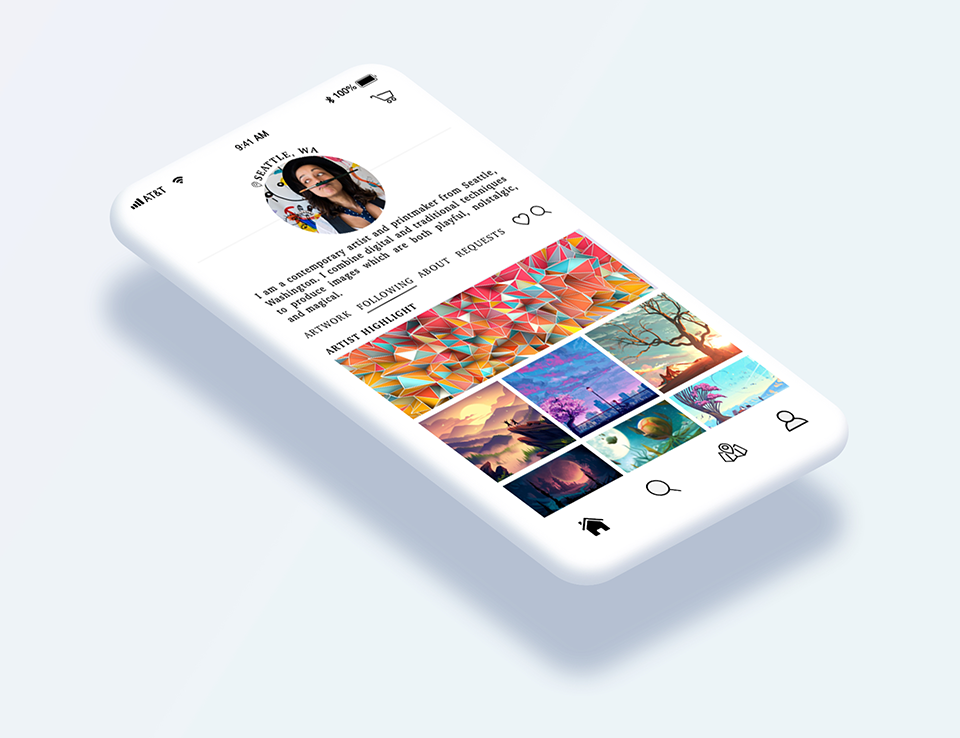 AT&T 9:41 AM 100%
@SEATTLE, WA
I am a contemporary artist and printmaker from Seattle,
Washington. I combine digital and traditional techniques
to produce images which are both playful, noistalgic,
and magical.
ARTWORK FOLLOWING ABOUT REQUESTS
ARTIST HIGHLIGHT